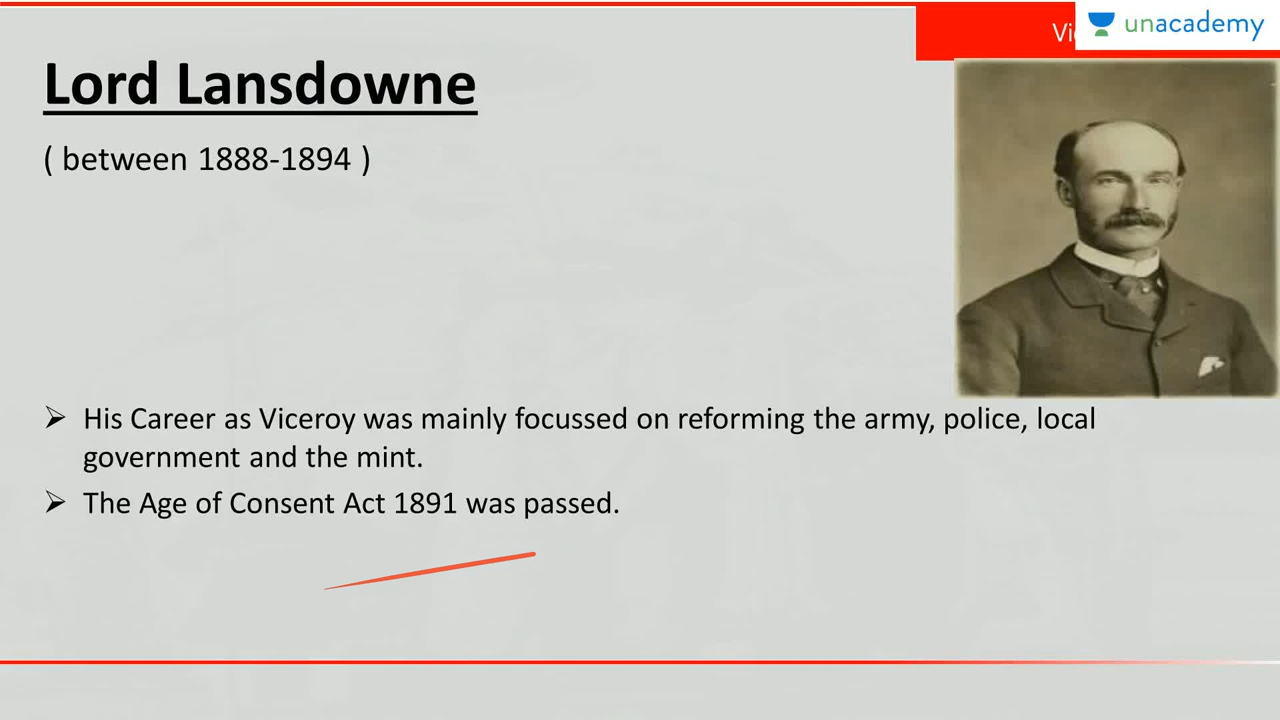 Vi
unacademy
Lord Lansdowne
( between 1888-1894 )
➢ His Career as Viceroy was mainly focussed on reforming the army, police, local
government and the mint.
➢ The Age of Consent Act 1891 was passed.